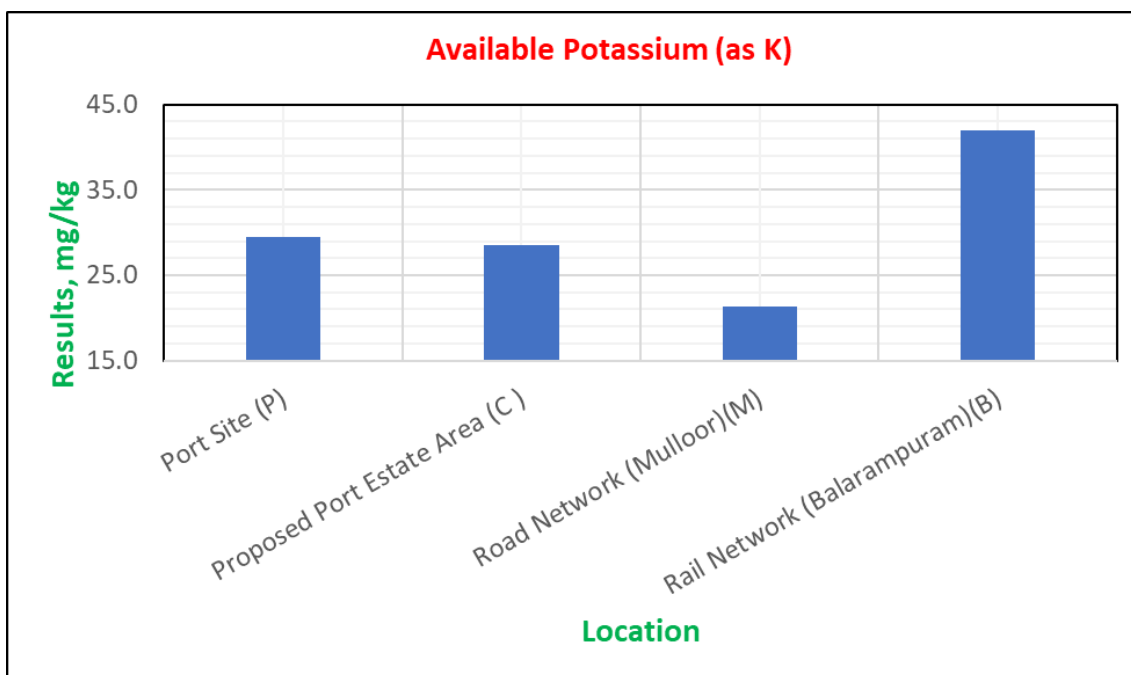 Available Potassium (as K)
Results, mg/kg
45.0
35.0
25.0
15.0
Port Site (P)
Proposed Port Estate Area (C )
Road Network (Mulloor)(M)
Rail Network (Balarampuram)(B)
Location